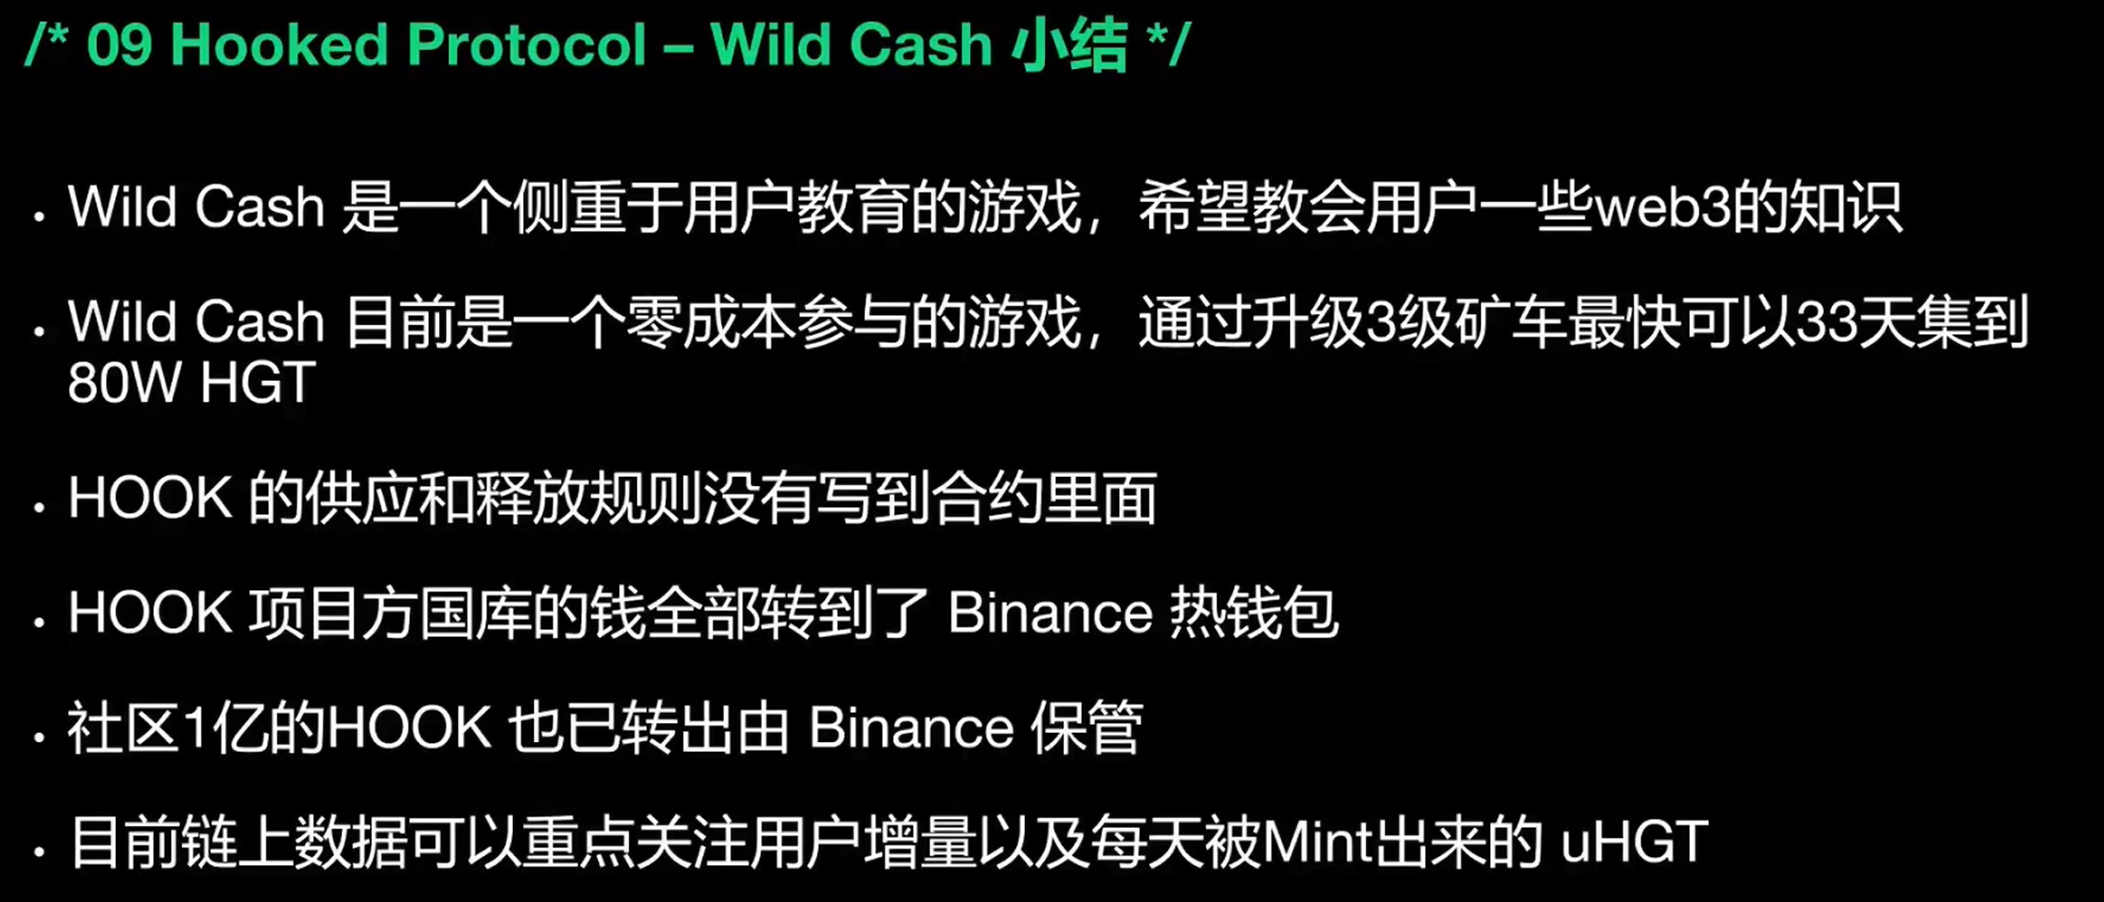 /* 09 Hooked Protocol – Wild Cash 小结 */
• Wild Cash 是一个侧重于用户教育的游戏，希望教会用户一些web3的知识
• Wild Cash 目前是一个零成本参与的游戏，通过升级3级矿车最快可以33天集到
80W HGT
• HOOK 的供应和释放规则没有写到合约里面
• HOOK 项目方国库的钱全部转到了 Binance 热钱包
• 社区1亿的HOOK 也已转出由 Binance 保管
• 目前链上数据可以重点关注用户增量以及每天被Mint出来的 uHGT